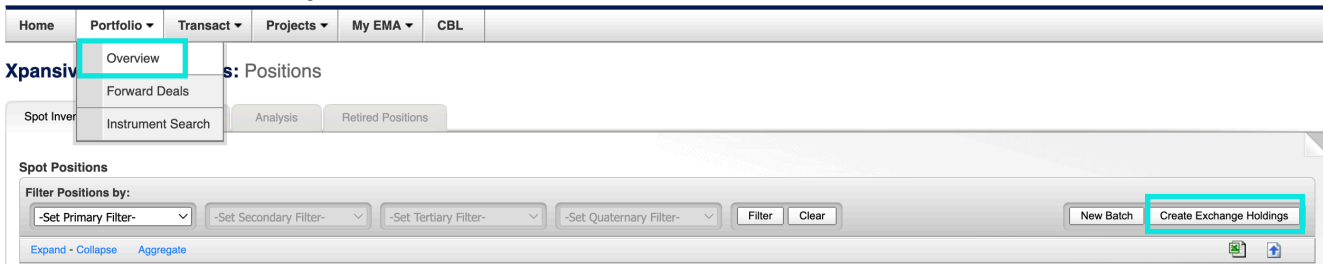 Home Portfolio Transact Projects My EMA CBL
Overview
Xpansiv s: Positions
Forward Deals
Spot Inver Analysis Retired Positions
Instrument Search
Spot Positions
Filter Positions by:
-Set Primary Filter- -Set Secondary Filter- -Set Tertiary Filter- -Set Quaternary Filter- Filter Clear New Batch Create Exchange Holdings
Expand - Collapse Aggregate